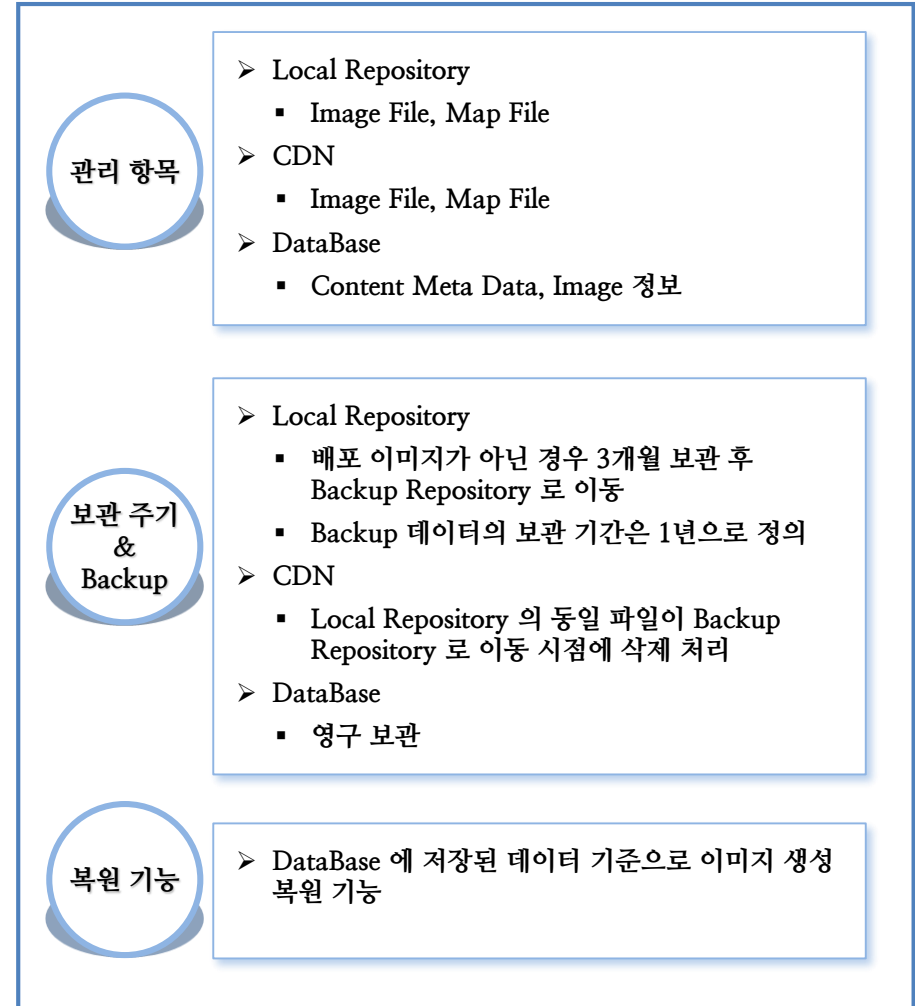 관리 항목
➢ Local Repository
▪ Image File, Map File
➢ CDN
▪ Image File, Map File
➢ DataBase
▪ Content Meta Data, Image 정보
보관 주기
&
Backup
➢ Local Repository
▪ 배포 이미지가 아닌 경우 3개월 보관 후
Backup Repository 로 이동
▪ Backup 데이터의 보관 기간은 1년으로 정의
➢ CDN
▪ Local Repository 의 동일 파일이 Backup
Repository 로 이동 시점에 삭제 처리
➢ DataBase
▪ 영구 보관
복원 기능
➢ DataBase 에 저장된 데이터 기준으로 이미지 생성
복원 기능